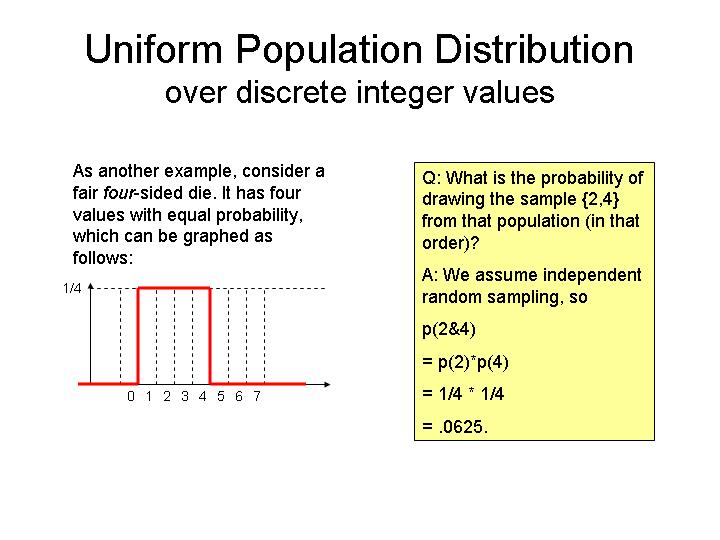 Uniform Population Distribution
over discrete integer values
As another example, consider a
fair four-sided die. It has four
values with equal probability,
which can be graphed as
follows:
1/4
0 1 2 3 4 5 6 7
Q: What is the probability of
drawing the sample {2,4}
from that population (in that
order)?
A: We assume independent
random sampling, so
p(2&4)
= p(2)*p(4)
= 1/4 * 1/4
= .0625.